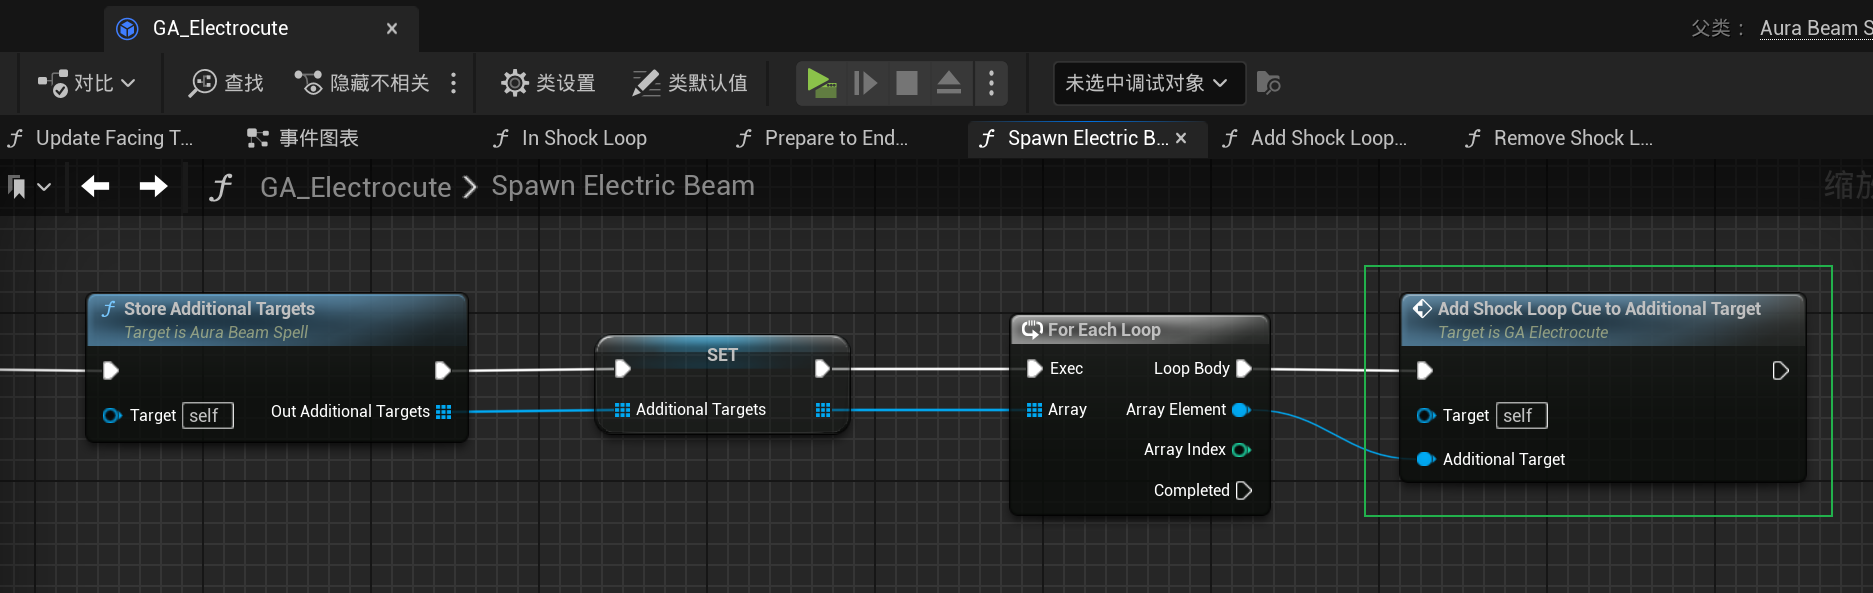 GA_Electrocute
父类： Aura Beam S
对比 查找 隐藏不相关 类设置 类默认值 未选中调试对象
Update Facing T... 事件图表 In Shock Loop Prepare to End... Spawn Electric B... Add Shock Loop... Remove Shock L...
GA_Electrocute > Spawn Electric Beam 缩放
Store Additional Targets
Target is Aura Beam Spell
Target self
Out Additional Targets
SET
Additional Targets
For Each Loop
Exec Loop Body
Array Array Element
Array Index
Completed
Add Shock Loop Cue to Additional Target
Target is GA Electrocute
Target self
Additional Target